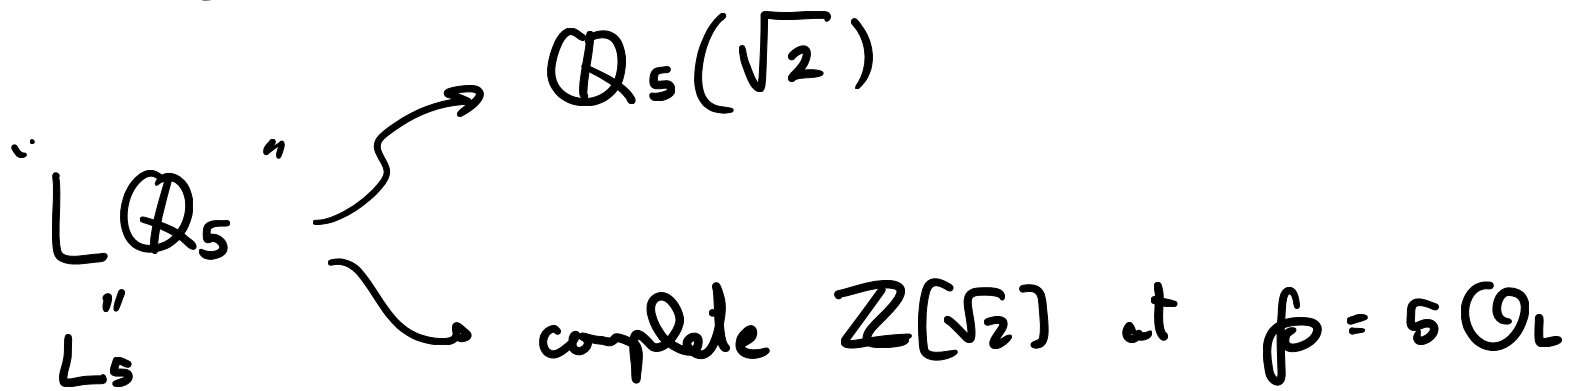 ℚ₅(√2)
"Lℚ₅"
"
L₅
complete ℤ[√2] at 𝔭 = 5𝒪_L